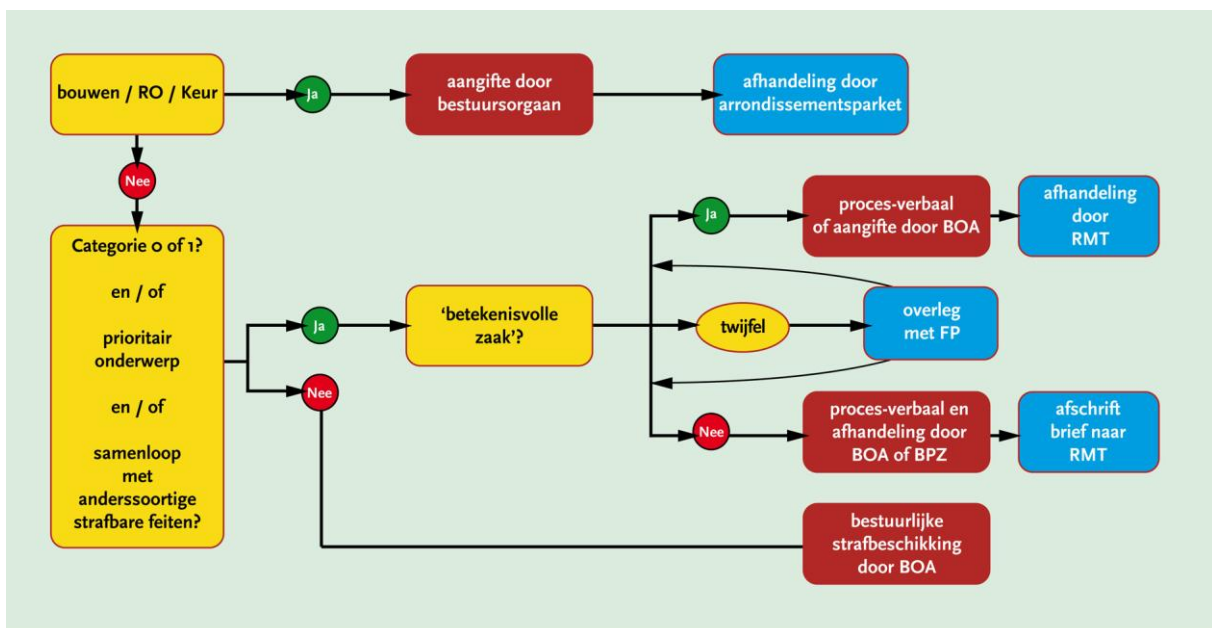 bouwen / RO / Keur
Ja
aangifte door
bestuursorgaan
afhandeling door
arrondissementsparket
Nee
Categorie 0 of 1?
en / of
prioritair
onderwerp
en / of
samenloop
met
anderssoortige
strafbare feiten?
Ja
Nee
‘betekenisvolle
zaak’?
Ja
proces-verbaal
of aangifte door BOA
afhandeling
door
RMT
twijfel
overleg
met FP
Nee
proces-verbaal en
afhandeling door
BOA of BPZ
afschrift
brief naar
RMT
bestuurlijke
strafbeschikking
door BOA